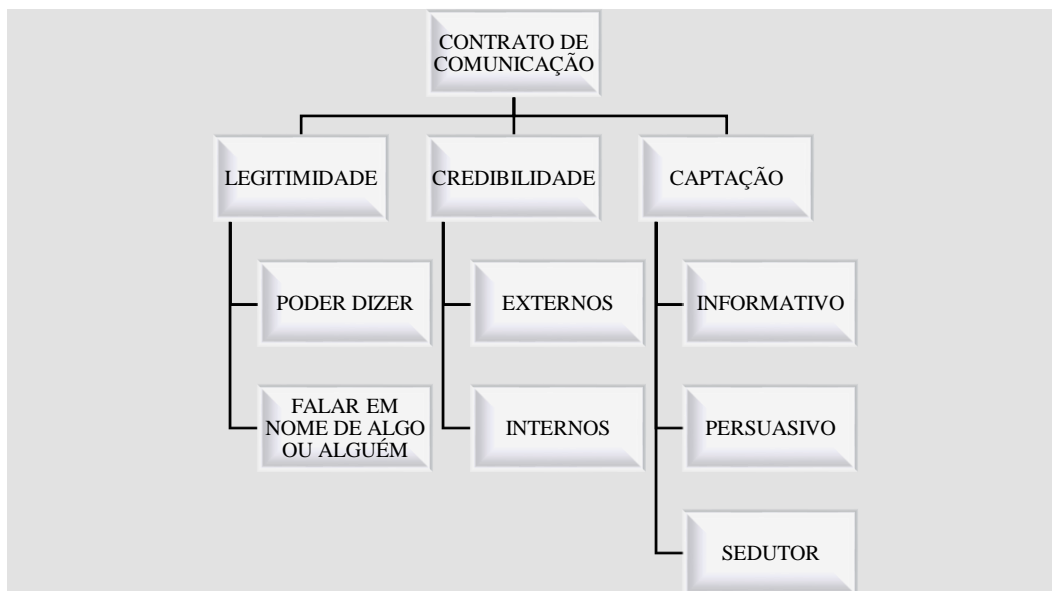 CONTRATO DE
COMUNICAÇÃO
LEGITIMIDADE
CREDIBILIDADE
CAPTAÇÃO
PODER DIZER
EXTERNOS
INFORMATIVO
FALAR EM
NOME DE ALGO
OU ALGUÉM
INTERNOS
PERSUASIVO
SEDUTOR